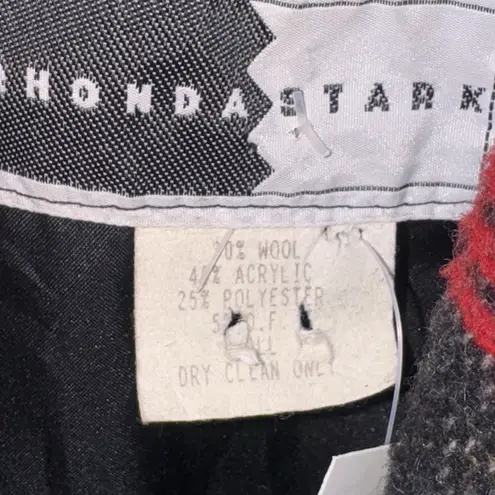 HONDA STARK
WOOL
ACRYLIC
25% POLYESTER
O.F.
DRY CLEAN ONLY